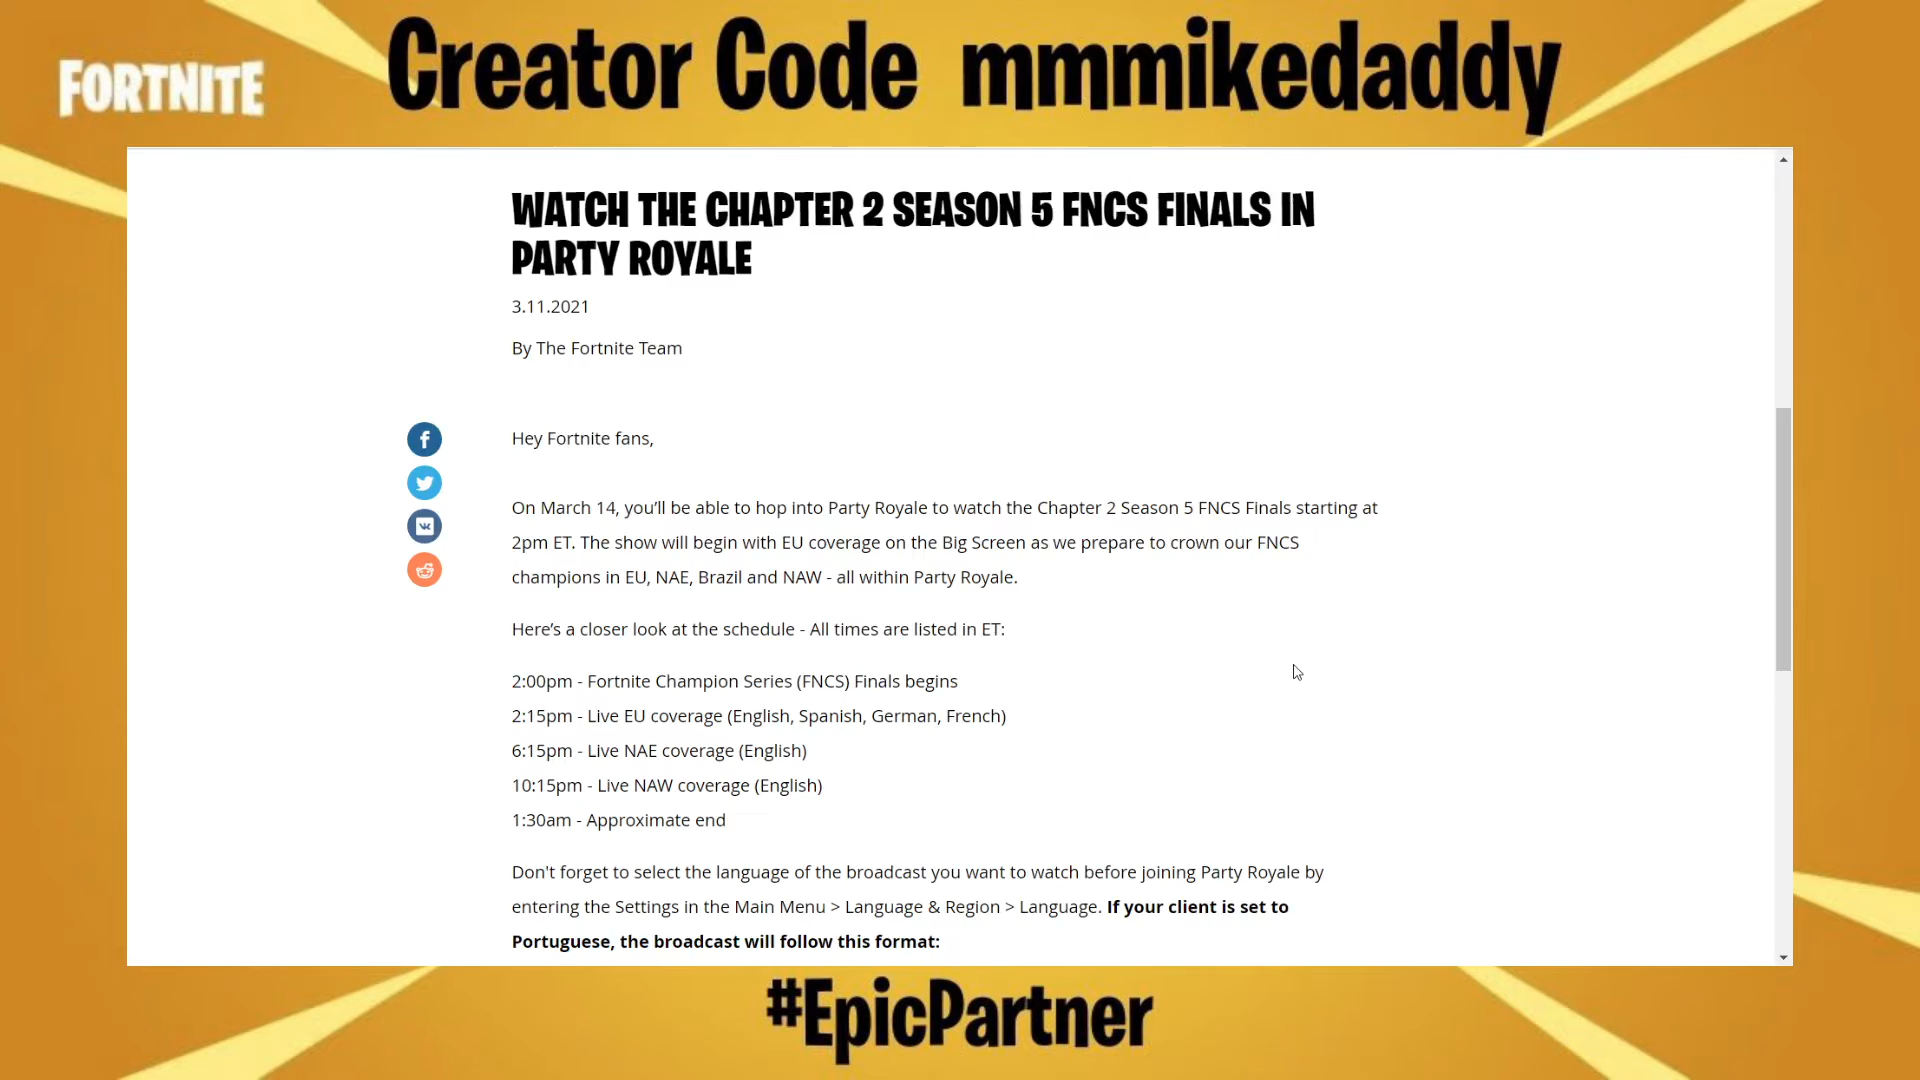 FORTNITE
Creator Code mmmikedaddy
WATCH THE CHAPTER 2 SEASON 5 FNCS FINALS IN
PARTY ROYALE
3.11.2021
By The Fortnite Team
Hey Fortnite fans,
On March 14, you’ll be able to hop into Party Royale to watch the Chapter 2 Season 5 FNCS Finals starting at
2pm ET. The show will begin with EU coverage on the Big Screen as we prepare to crown our FNCS
champions in EU, NAE, Brazil and NAW - all within Party Royale.
Here’s a closer look at the schedule - All times are listed in ET:
2:00pm - Fortnite Champion Series (FNCS) Finals begins
2:15pm - Live EU coverage (English, Spanish, German, French)
6:15pm - Live NAE coverage (English)
10:15pm - Live NAW coverage (English)
1:30am - Approximate end
Don't forget to select the language of the broadcast you want to watch before joining Party Royale by
entering the Settings in the Main Menu > Language & Region > Language. If your client is set to
Portuguese, the broadcast will follow this format:
#EpicPartner